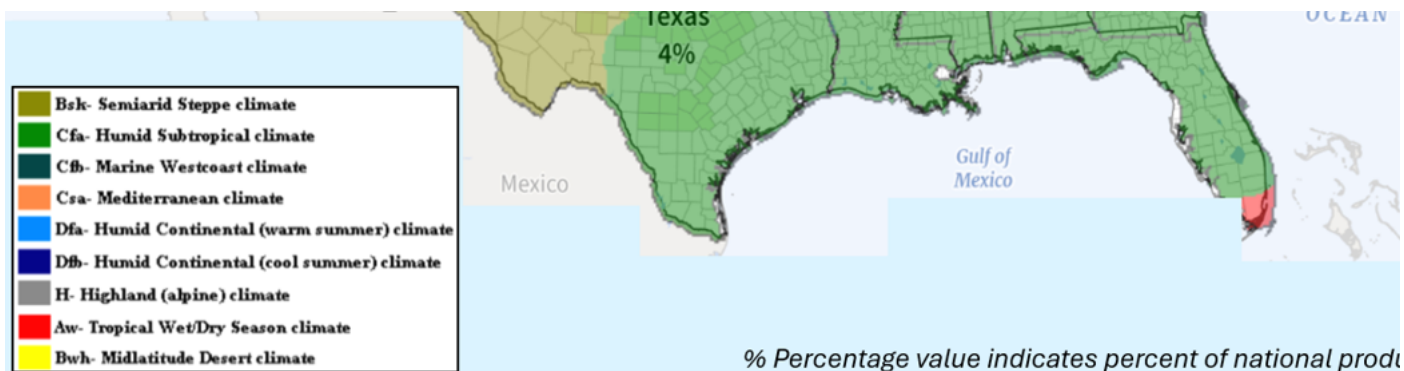 OCEAN
Texas
4%
Bsk- Semiarid Steppe climate
Cfa- Humid Subtropical climate
Cfb- Marine Westcoast climate
Csa- Mediterranean climate
Dfa- Humid Continental (warm summer) climate
Dfb- Humid Continental (cool summer) climate
H- Highland (alpine) climate
Aw- Tropical Wet/Dry Season climate
Bwh- Midlatitude Desert climate
Mexico
Gulf of
Mexico
% Percentage value indicates percent of national produ